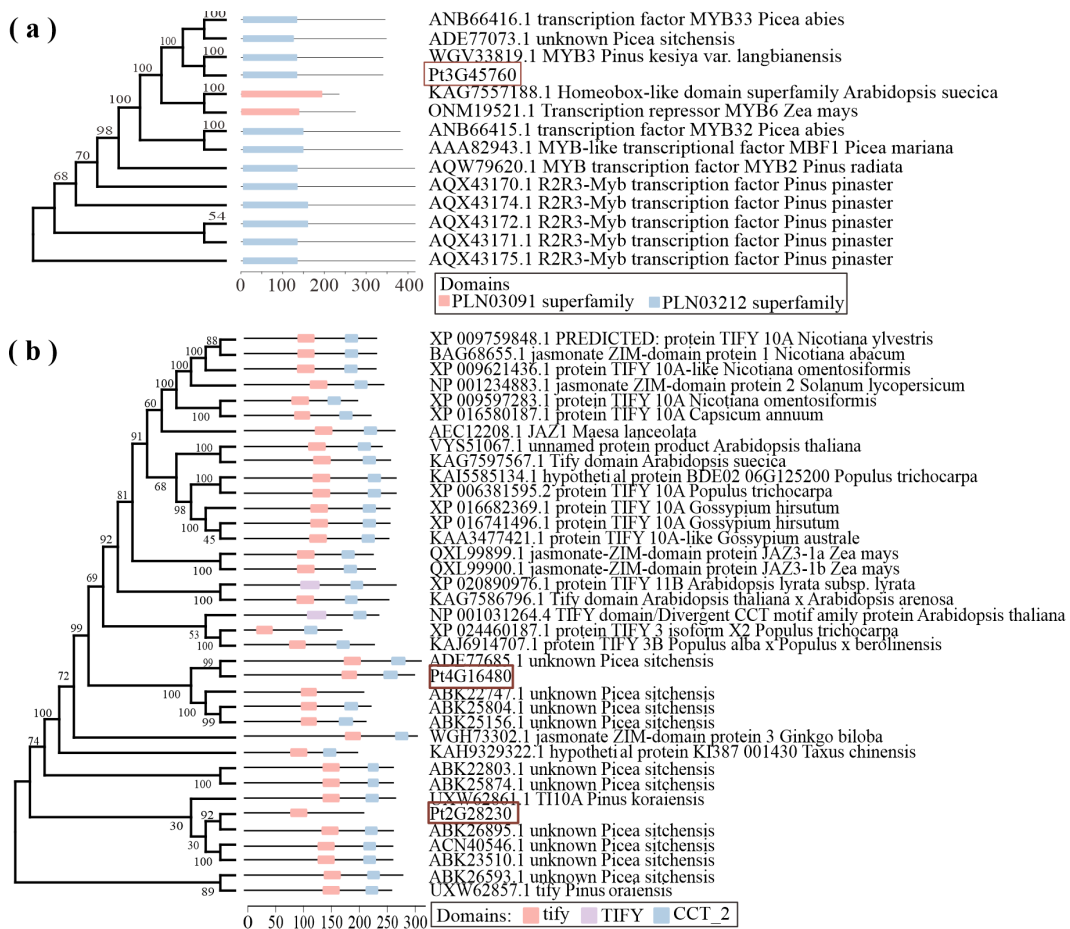 ( a )
100
ANB66416.1 transcription factor MYB33 Picea abies
ADE77073.1 unknown Picea sitchensis
100
WGV33819.1 MYB3 Pinus kesiya var. langbianensis
100
Pt3G45760
100
KAG7557188.1 Homeobox-like domain superfamily Arabidopsis suecica
100
ONM19521.1 Transcription repressor MYB6 Zea mays
100
ANB66415.1 transcription factor MYB32 Picea abies
100
98
AAA82943.1 MYB-like transcriptional factor MBF1 Picea mariana
70
AQW79620.1 MYB transcription factor MYB2 Pinus radiata
68
AQX43170.1 R2R3-Myb transcription factor Pinus pinaster
AQX43174.1 R2R3-Myb transcription factor Pinus pinaster
54
AQX43172.1 R2R3-Myb transcription factor Pinus pinaster
AQX43171.1 R2R3-Myb transcription factor Pinus pinaster
AQX43175.1 R2R3-Myb transcription factor Pinus pinaster
0 100 200 300 400
Domains
PLN03091 superfamily PLN03212 superfamily
( b )
88
XP 009759848.1 PREDICTED: protein TIFY 10A Nicotiana ylvestris
100
BAG68655.1 jasmonate ZIM-domain protein 1 Nicotiana abacum
100
XP 009621436.1 protein TIFY 10A-like Nicotiana omentosiformis
100
NP 001234883.1 jasmonate ZIM-domain protein 2 Solanum lycopersicum
XP 009597283.1 protein TIFY 10A Nicotiana omentosiformis
60
100
XP 016580187.1 protein TIFY 10A Capsicum annuum
91
AEC12208.1 JAZ1 Maesa lanceolata
VYS51067.1 unnamed protein product Arabidopsis thaliana
100
KAG7597567.1 Tify domain Arabidopsis suecica
68
100
KAI5585134.1 hypotheti al protein BDE02 06G125200 Populus trichocarpa
XP 006381595.2 protein TIFY 10A Populus trichocarpa
81
98
XP 016682369.1 protein TIFY 10A Gossypium hirsutum
100
XP 016741496.1 protein TIFY 10A Gossypium hirsutum
45
KAA3477421.1 protein TIFY 10A-like Gossypium australe
92
QXL99899.1 jasmonate-ZIM-domain protein JAZ3-1a Zea mays
100
QXL99900.1 jasmonate-ZIM-domain protein JAZ3-1b Zea mays
69
XP 020890976.1 protein TIFY 11B Arabidopsis lyrata subsp. lyrata
100
KAG7586796.1 Tify domain Arabidopsis thaliana x Arabidopsis arenosa
NP 001031264.4 TIFY domain/Divergent CCT motif amily protein Arabidopsis thaliana
99
53
XP 024460187.1 protein TIFY 3 isoform X2 Populus trichocarpa
100
KAJ6914707.1 protein TIFY 3B Populus alba x Populus x berolinensis
99
ADE77685.1 unknown Picea sitchensis
72
Pt4G16480
100
ABK22747.1 unknown Picea sitchensis
100
ABK25804.1 unknown Picea sitchensis
99
ABK25156.1 unknown Picea sitchensis
100
WGH73302.1 jasmonate ZIM-domain protein 3 Ginkgo biloba
74
KAH9329322.1 hypotheti al protein KI387 001430 Taxus chinensis
ABK22803.1 unknown Picea sitchensis
100
ABK25874.1 unknown Picea sitchensis
UXW62861.1 TI10A Pinus koraiensis
92
Pt2G28230
30
ABK26895.1 unknown Picea sitchensis
30
ACN40546.1 unknown Picea sitchensis
100
ABK23510.1 unknown Picea sitchensis
ABK26593.1 unknown Picea sitchensis
89
UXW62857.1 tify Pinus oraiensis
0 50 100 150 200 250 300
Domains: tify TIFY CCT_2